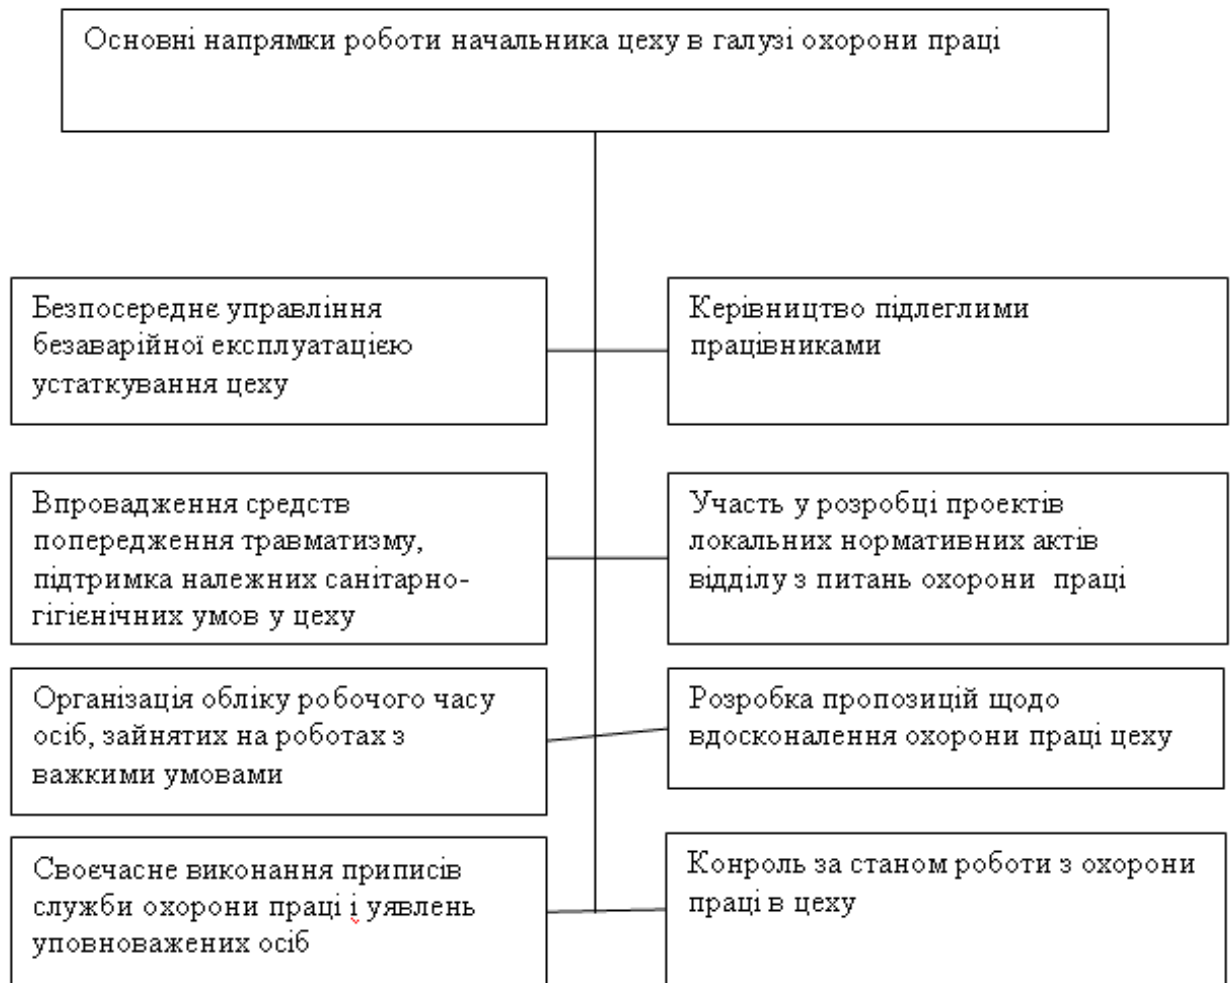 Основні напрямки роботи начальника цеху в галузі охорони праці
Безпосереднє управління
безаварійної експлуатацією
устаткування цеху
Керівництво підлеглими
працівниками
Впровадження средств
попередження травматизму,
підтримка належних санітарно-
гігієнічних умов у цеху
Участь у розробці проектів
локальних нормативних актів
відділу з питань охорони праці
Організація обліку робочого часу
осіб, зайнятих на роботах з
важкими умовами
Розробка пропозицій щодо
вдосконалення охорони праці цеху
Своєчасне виконання приписів
служби охорони праці і уявлень
уповноважених осіб
Конроль за станом роботи з охорони
праці в цеху